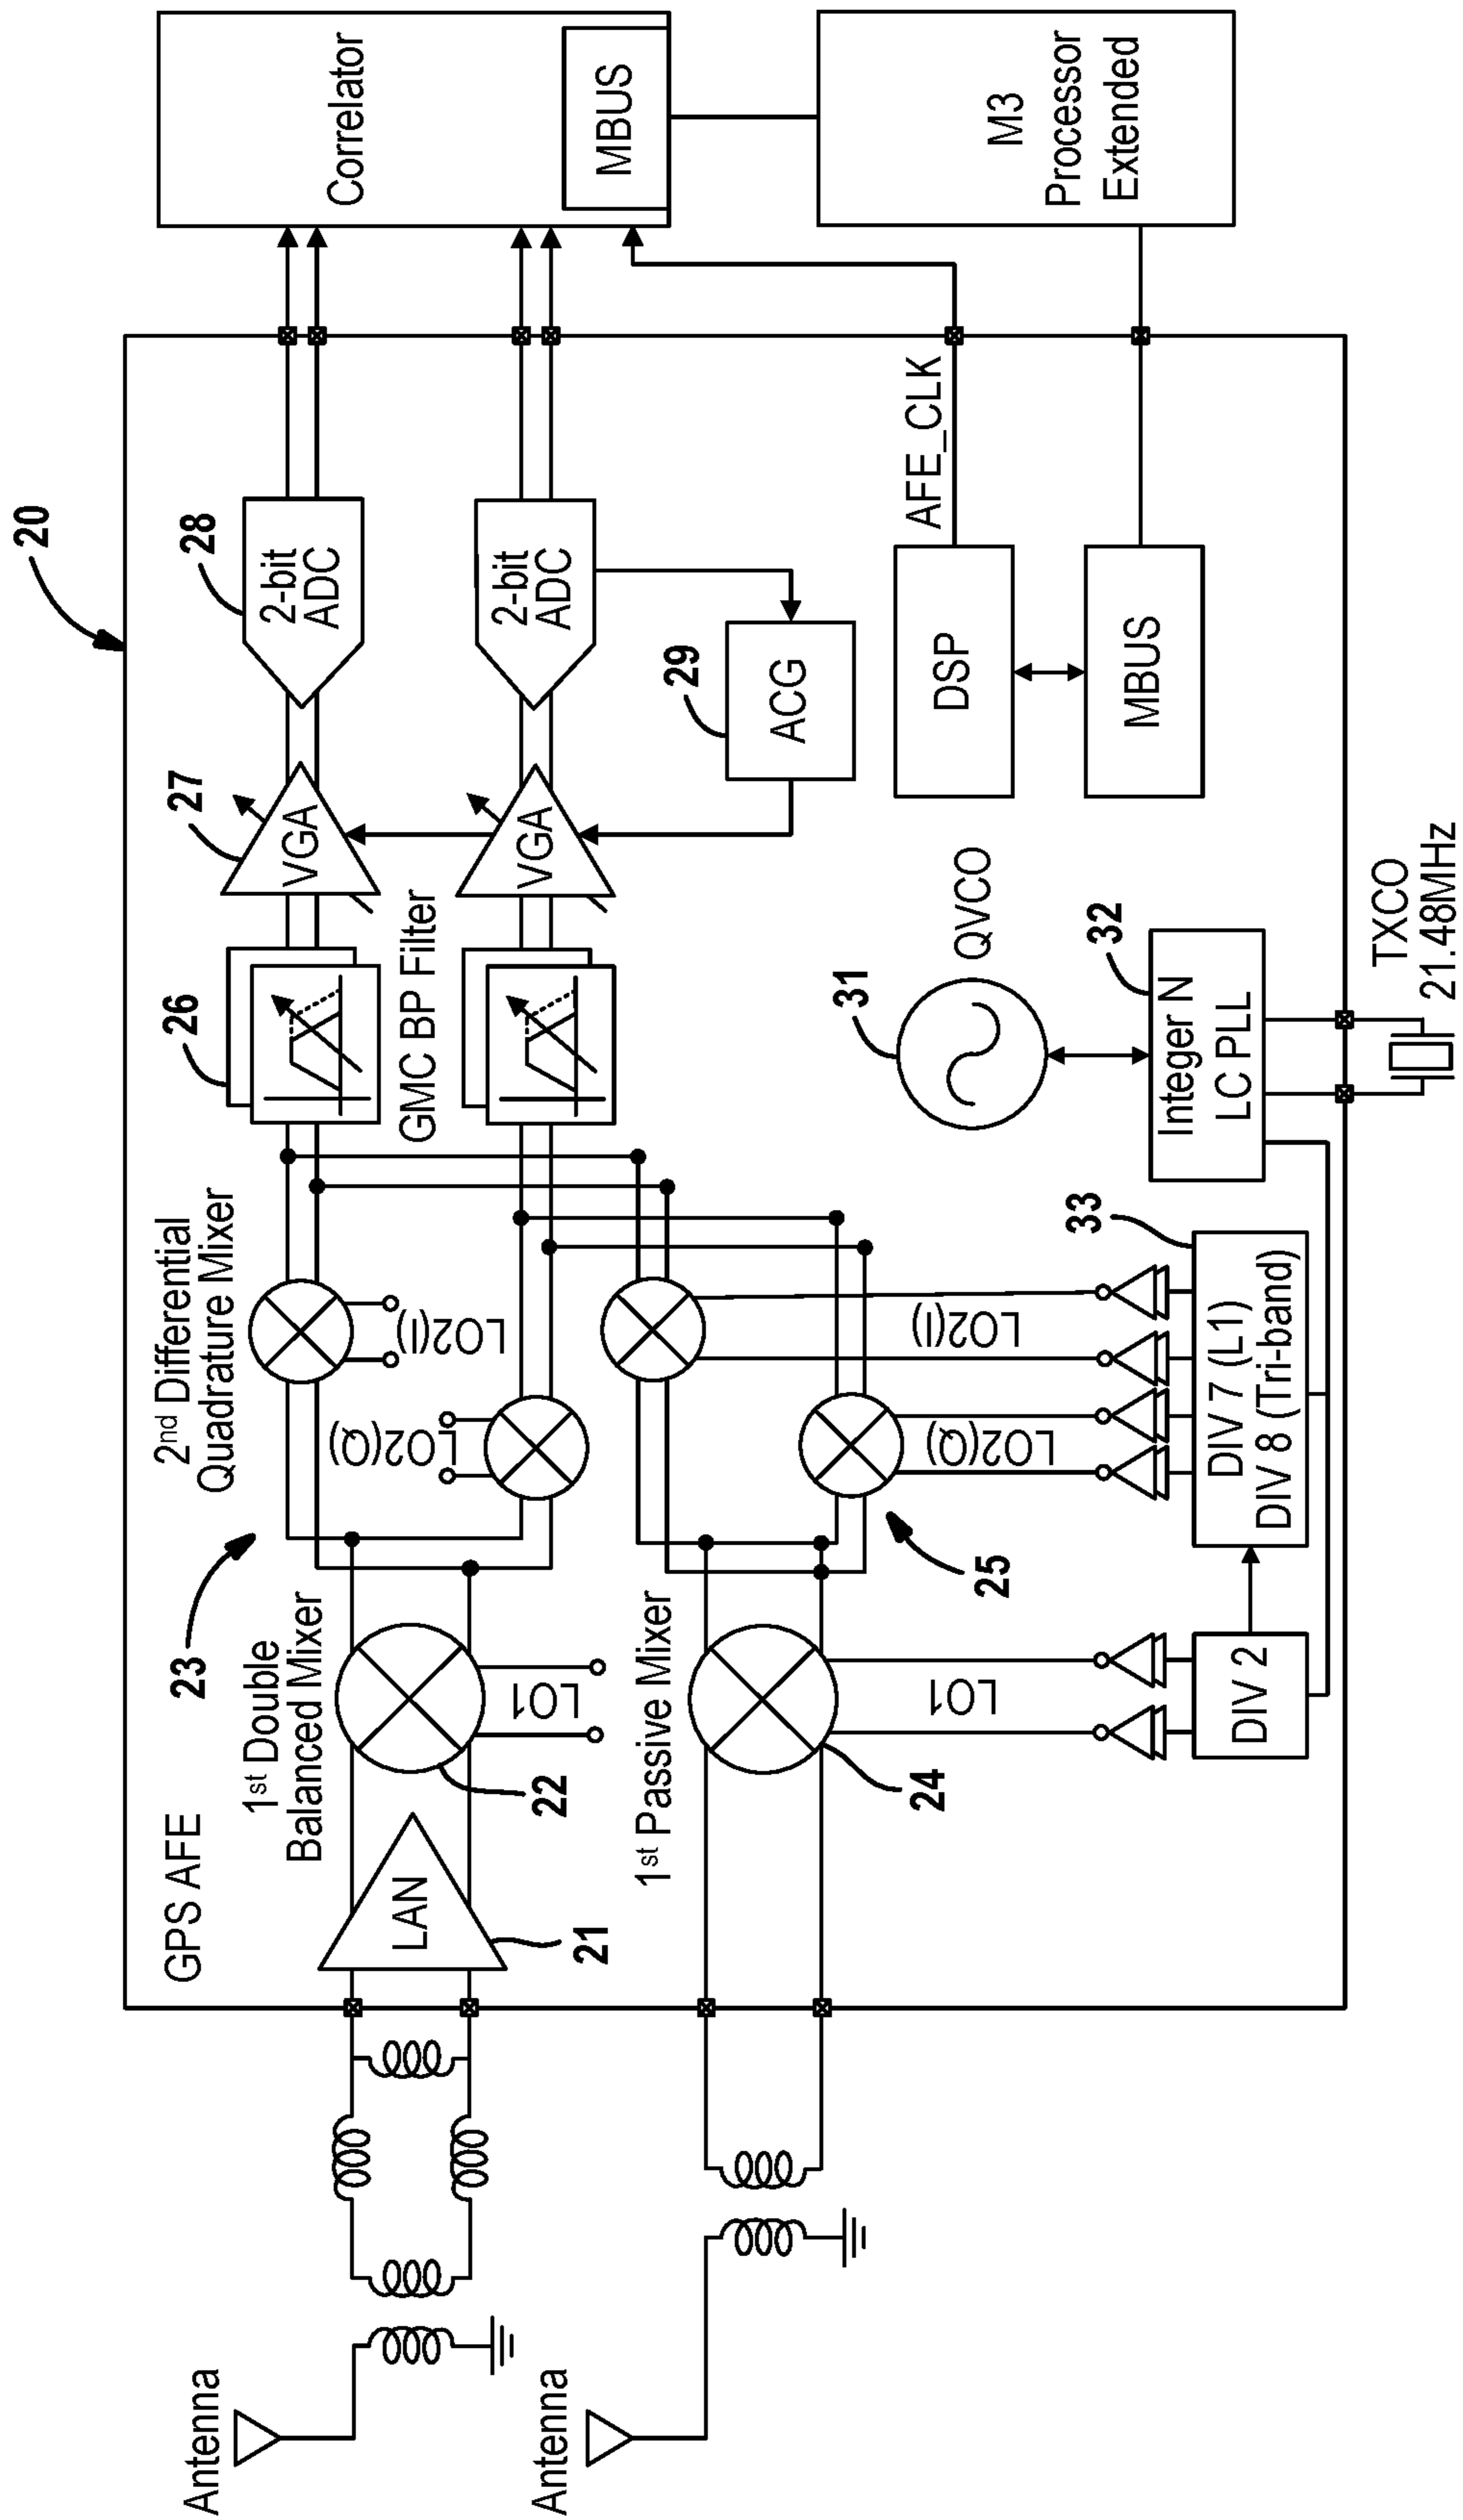 20
GPS AFE
Antenna
Antenna
LAN
21
1st Double
Balanced Mixer
22
LO1
23
2nd Differential
Quadrature Mixer
LO2(I)
LO2(Q)
26
GMC BP Filter
27
VGA
VGA
28
2-bit
ADC
2-bit
ADC
29
ACG
Correlator
MBUS
M3
Processor
Extended
1st Passive Mixer
24
LO1
25
LO2(Q)
LO2(I)
DIV 2
33
DIV 7 (L1)
DIV 8 (Tri-band)
31
QVCO
32
Integer N
LC PLL
TXCO
21.48MHz
DSP
MBUS
AFE_CLK